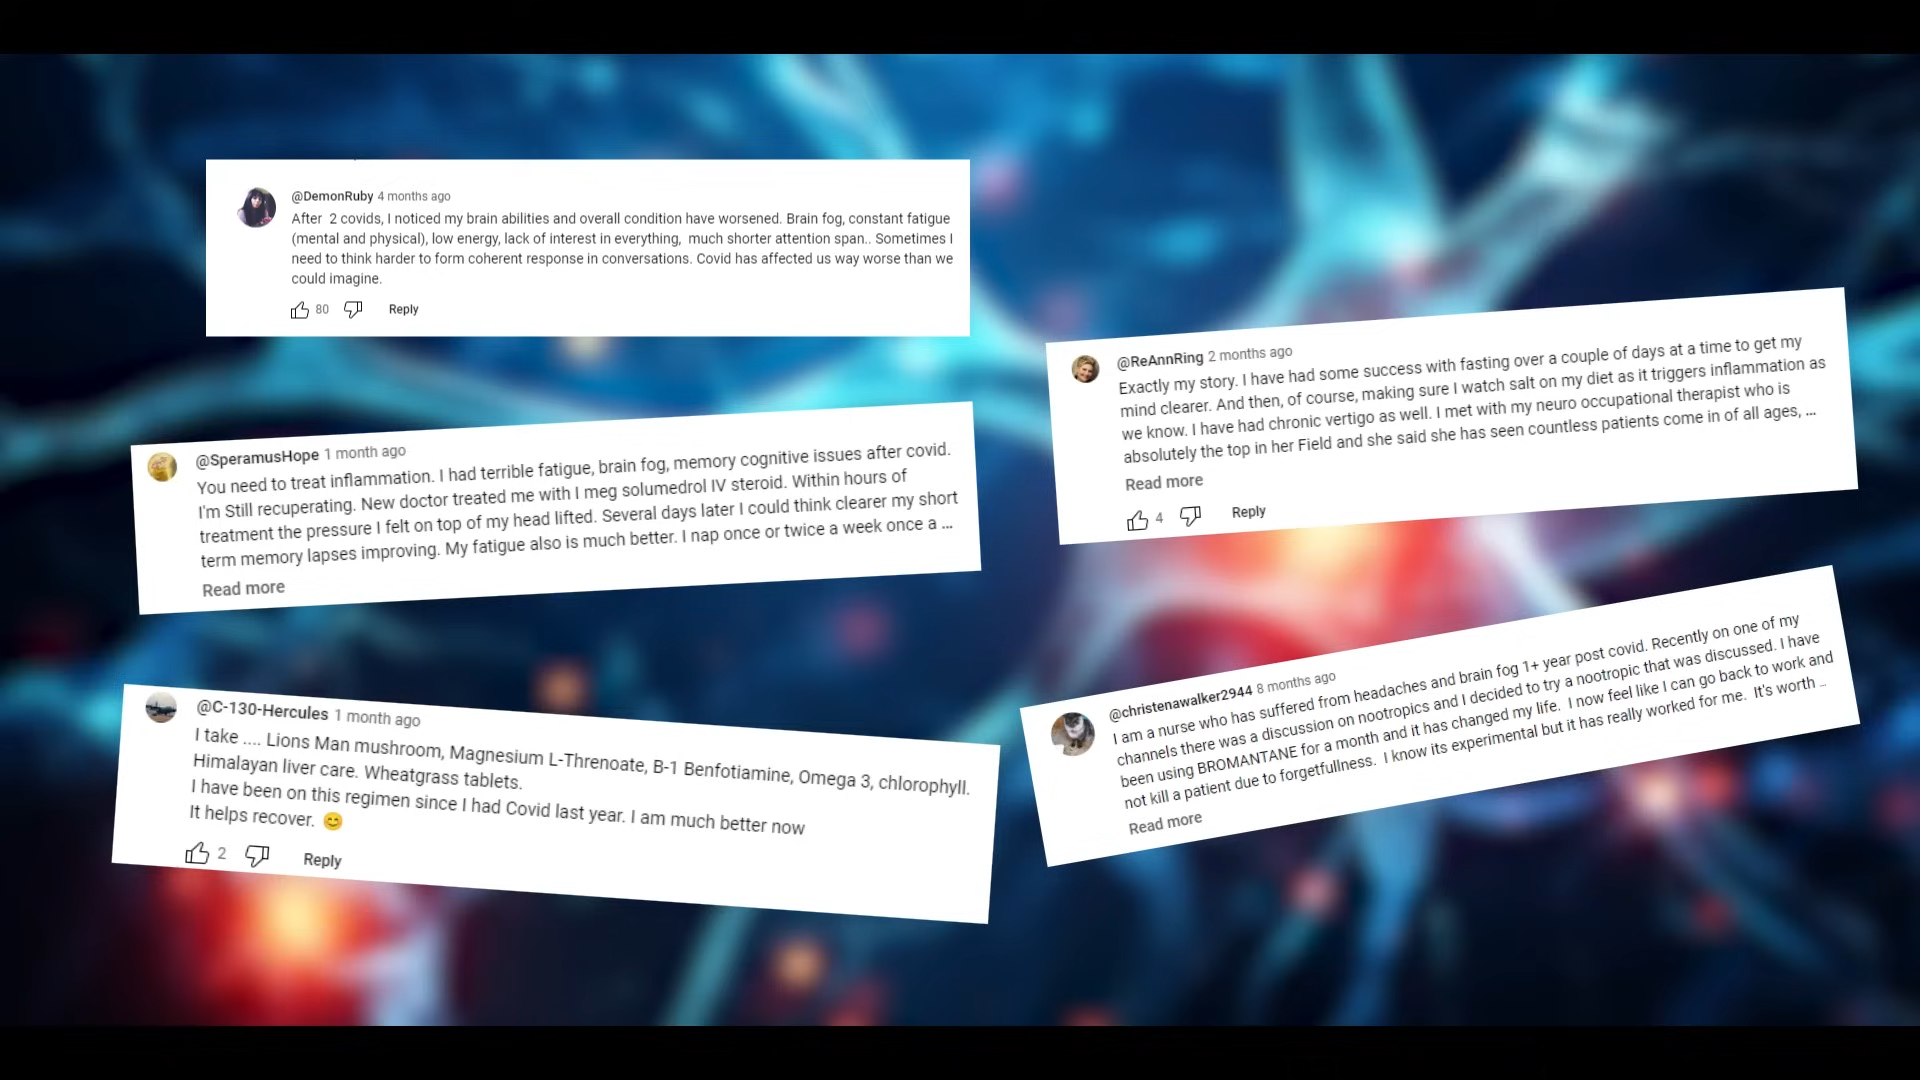 @DemonRuby 4 months ago
After 2 covids, I noticed my brain abilities and overall condition have worsened. Brain fog, constant fatigue
(mental and physical), low energy, lack of interest in everything, much shorter attention span.. Sometimes I
need to think harder to form coherent response in conversations. Covid has affected us way worse than we
could imagine.
80 Reply
@SperamusHope 1 month ago
You need to treat inflammation. I had terrible fatigue, brain fog, memory cognitive issues after covid.
I'm Still recuperating. New doctor treated me with I meg solumedrol IV steroid. Within hours of
treatment the pressure I felt on top of my head lifted. Several days later I could think clearer my short
term memory lapses improving. My fatigue also is much better. I nap once or twice a week once a ...
Read more
@C-130-Hercules 1 month ago
I take .... Lions Man mushroom, Magnesium L-Threnoate, B-1 Benfotiamine, Omega 3, chlorophyll.
Himalayan liver care. Wheatgrass tablets.
I have been on this regimen since I had Covid last year. I am much better now
It helps recover. 😊
2 Reply
@ReAnnRing 2 months ago
Exactly my story. I have had some success with fasting over a couple of days at a time to get my
mind clearer. And then, of course, making sure I watch salt on my diet as it triggers inflammation as
we know. I have had chronic vertigo as well. I met with my neuro occupational therapist who is
absolutely the top in her Field and she said she has seen countless patients come in of all ages, ...
Read more
4 Reply
@christenawalker2944 8 months ago
I am a nurse who has suffered from headaches and brain fog 1+ year post covid. Recently on one of my
channels there was a discussion on nootropics and I decided to try a nootropic that was discussed. I have
been using BROMANTANE for a month and it has changed my life. I now feel like I can go back to work and
not kill a patient due to forgetfullness. I know its experimental but it has really worked for me. It's worth ...
Read more